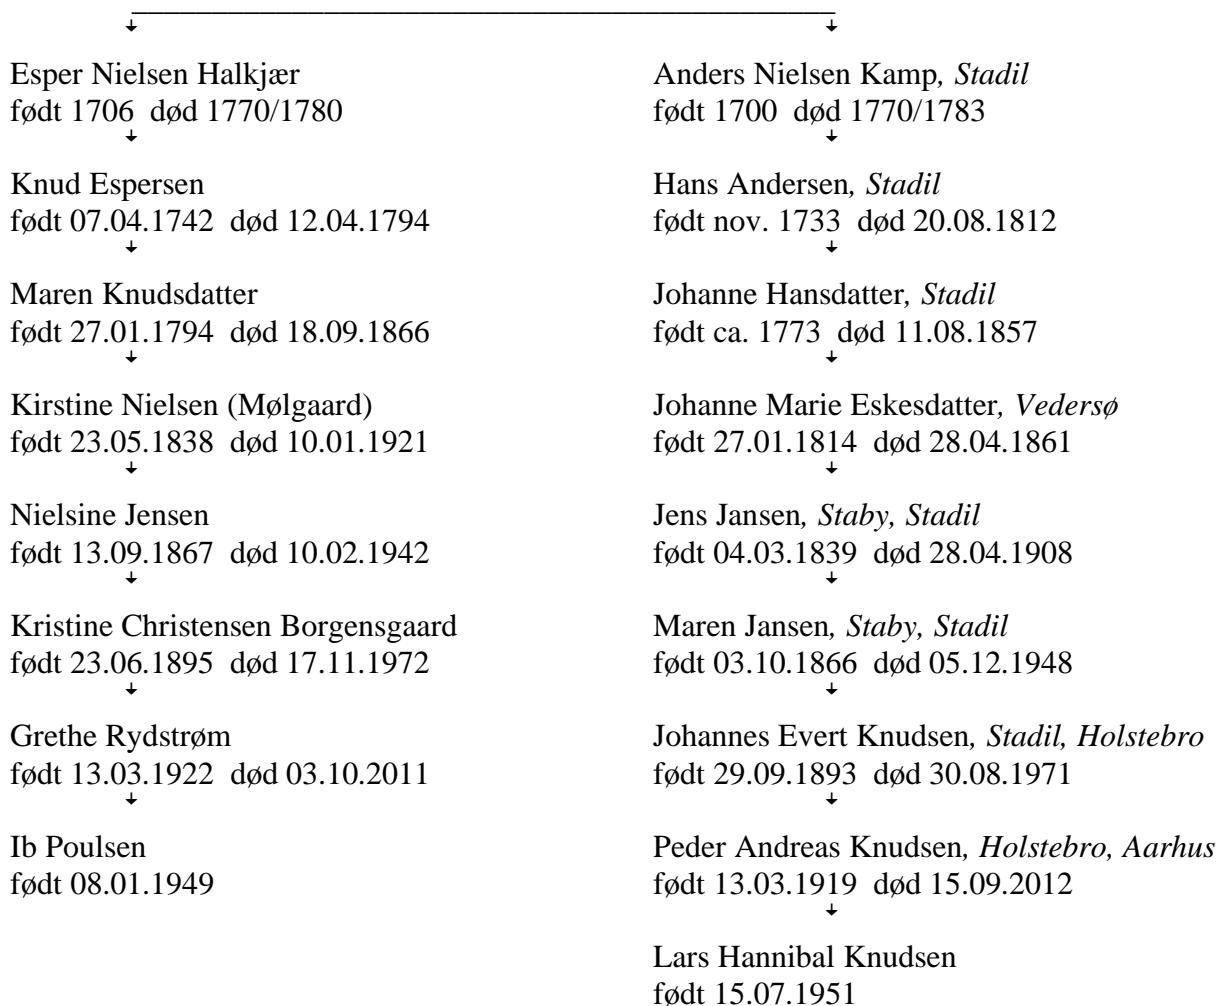 Esper Nielsen Halkjær
født 1706 død 1770/1780
Knud Espersen
født 07.04.1742 død 12.04.1794
Maren Knudsdatter
født 27.01.1794 død 18.09.1866
Kirstine Nielsen (Mølgaard)
født 23.05.1838 død 10.01.1921
Nielsine Jensen
født 13.09.1867 død 10.02.1942
Kristine Christensen Borgensgaard
født 23.06.1895 død 17.11.1972
Grethe Rydstrøm
født 13.03.1922 død 03.10.2011
Ib Poulsen
født 08.01.1949
Anders Nielsen Kamp, Stadil
født 1700 død 1770/1783
Hans Andersen, Stadil
født nov. 1733 død 20.08.1812
Johanne Hansdatter, Stadil
født ca. 1773 død 11.08.1857
Johanne Marie Eskesdatter, Vedersø
født 27.01.1814 død 28.04.1861
Jens Jansen, Staby, Stadil
født 04.03.1839 død 28.04.1908
Maren Jansen, Staby, Stadil
født 03.10.1866 død 05.12.1948
Johannes Evert Knudsen, Stadil, Holstebro
født 29.09.1893 død 30.08.1971
Peder Andreas Knudsen, Holstebro, Aarhus
født 13.03.1919 død 15.09.2012
Lars Hannibal Knudsen
født 15.07.1951